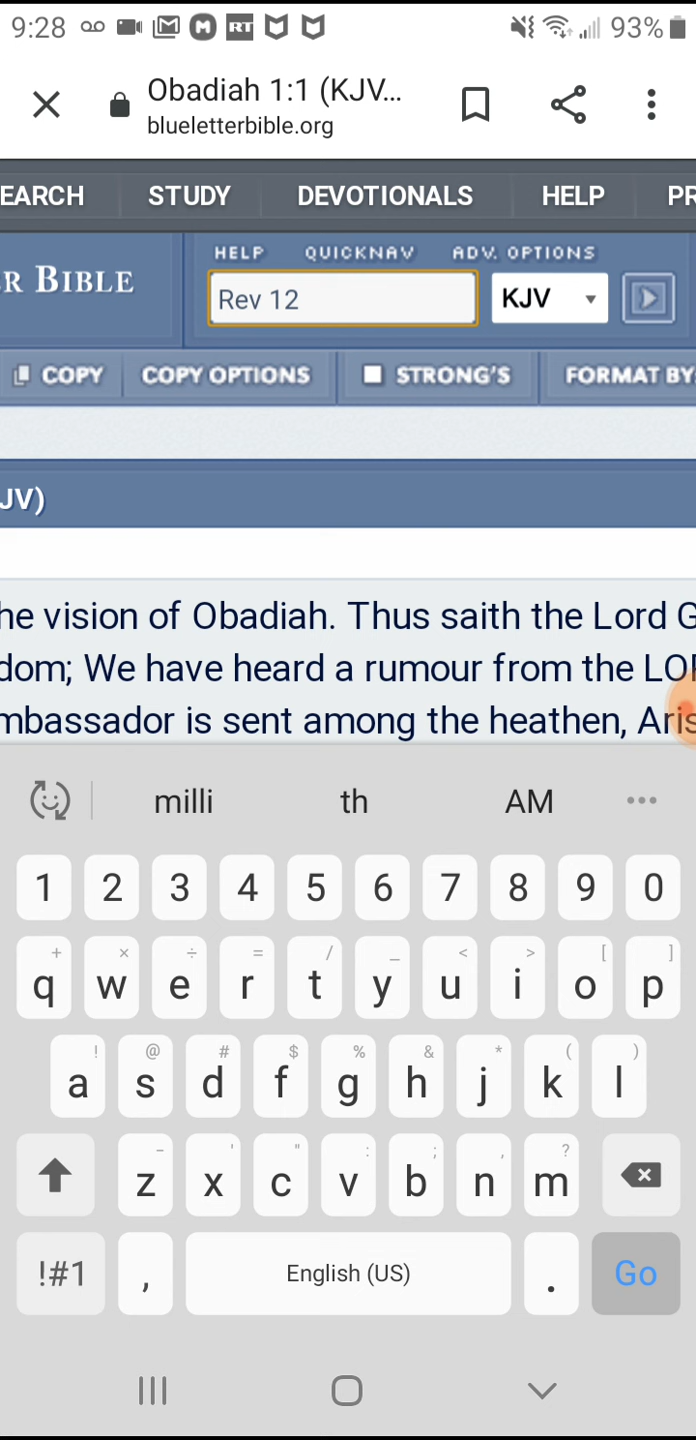 9:28 RT 93%
Obadiah 1:1 (KJV...
blueletterbible.org
EARCH STUDY DEVOTIONALS HELP PR
R BIBLE
HELP QUICKNAV ADV. OPTIONS
Rev 12 KJV
COPY COPY OPTIONS STRONG'S FORMAT BY
JV)
he vision of Obadiah. Thus saith the Lord G
dom; We have heard a rumour from the LOR
mbassador is sent among the heathen, Aris
milli th AM
1 2 3 4 5 6 7 8 9 0
+ × ÷ = / _ < > [ ]
q w e r t y u i o p
! @ # $ % & * ( )
a s d f g h j k l
- ' " : ; , ?
z x c v b n m
!#1 , English (US) . Go